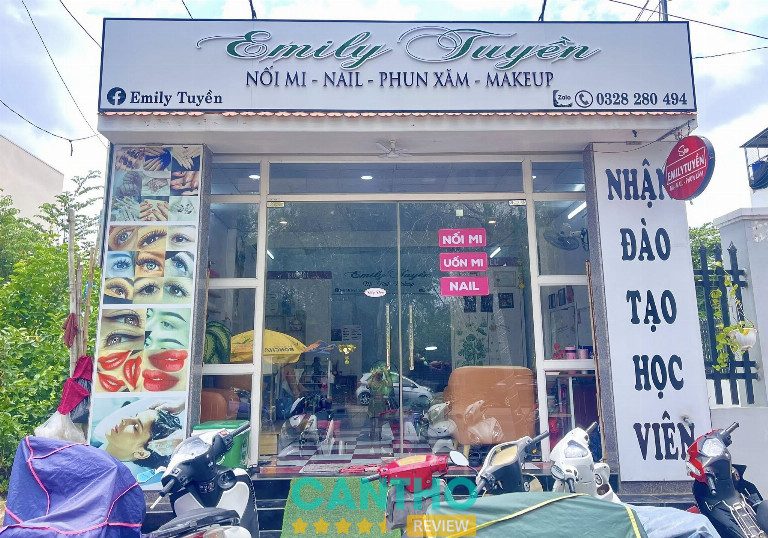 Emily Tuyền
NỐI MI - NAIL - PHUN XĂM - MAKEUP
Emily Tuyền
Zalo 0328 280 494
EMILYTUYỀN
NHẬN
ĐÀO
TẠO
HỌC
VIÊN
NỐI MI
UỐN MI
NAIL
Emily Tuyền
CANTHO
REVIEW